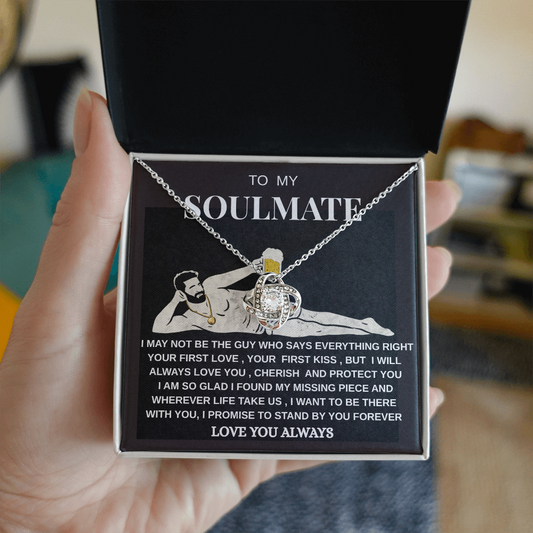 TO MY
SOULMATE
I MAY NOT BE THE GUY WHO SAYS EVERYTHING RIGHT
YOUR FIRST LOVE , YOUR FIRST KISS , BUT I WILL
ALWAYS LOVE YOU , CHERISH AND PROTECT YOU
I AM SO GLAD I FOUND MY MISSING PIECE AND
WHEREVER LIFE TAKE US , I WANT TO BE THERE
WITH YOU, I PROMISE TO STAND BY YOU FOREVER
LOVE YOU ALWAYS